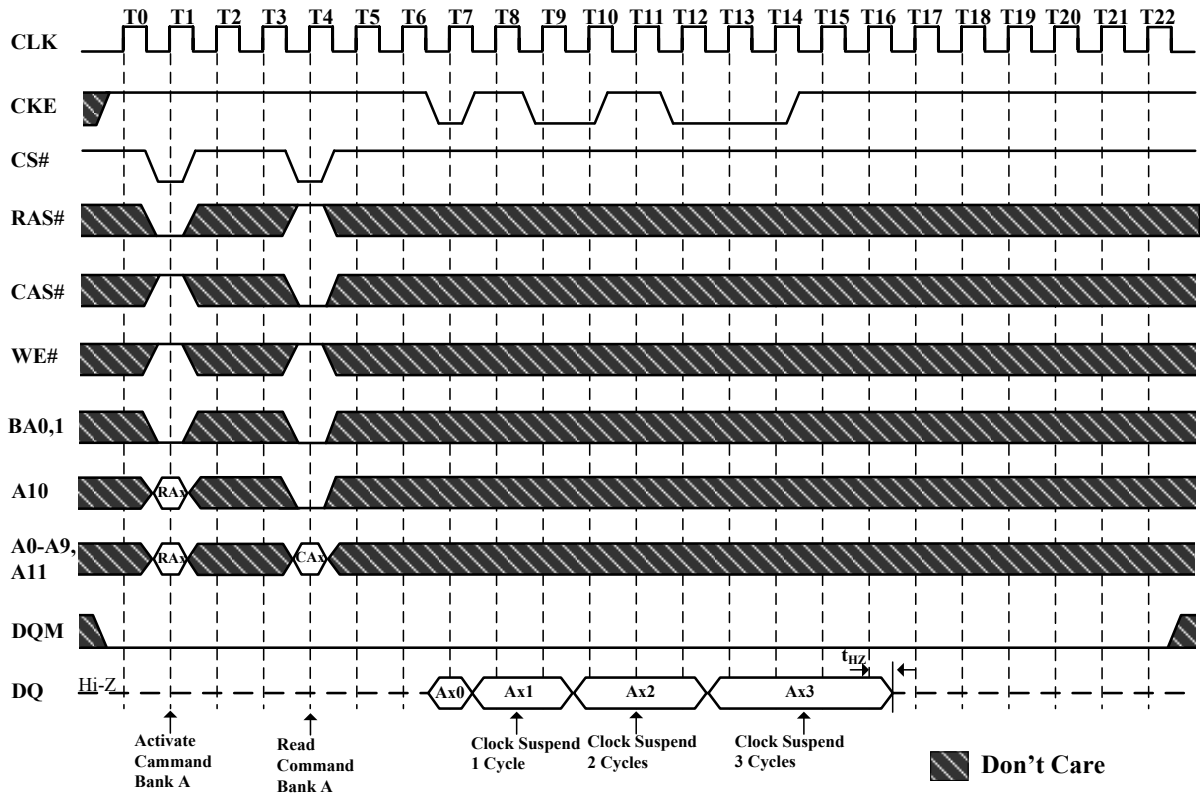 T0 T1 T2 T3 T4 T5 T6 T7 T8 T9 T10 T11 T12 T13 T14 T15 T16 T17 T18 T19 T20 T21 T22
CLK
CKE
CS#
RAS#
CAS#
WE#
BA0,1
A10
RAx
A0-A9,
A11
RAx
CAx
DQM
tHZ
DQ
Hi-Z
Ax0
Ax1
Ax2
Ax3
Activate
Cammand
Bank A
Read
Command
Bank A
Clock Suspend
1 Cycle
Clock Suspend
2 Cycles
Clock Suspend
3 Cycles
Don't Care